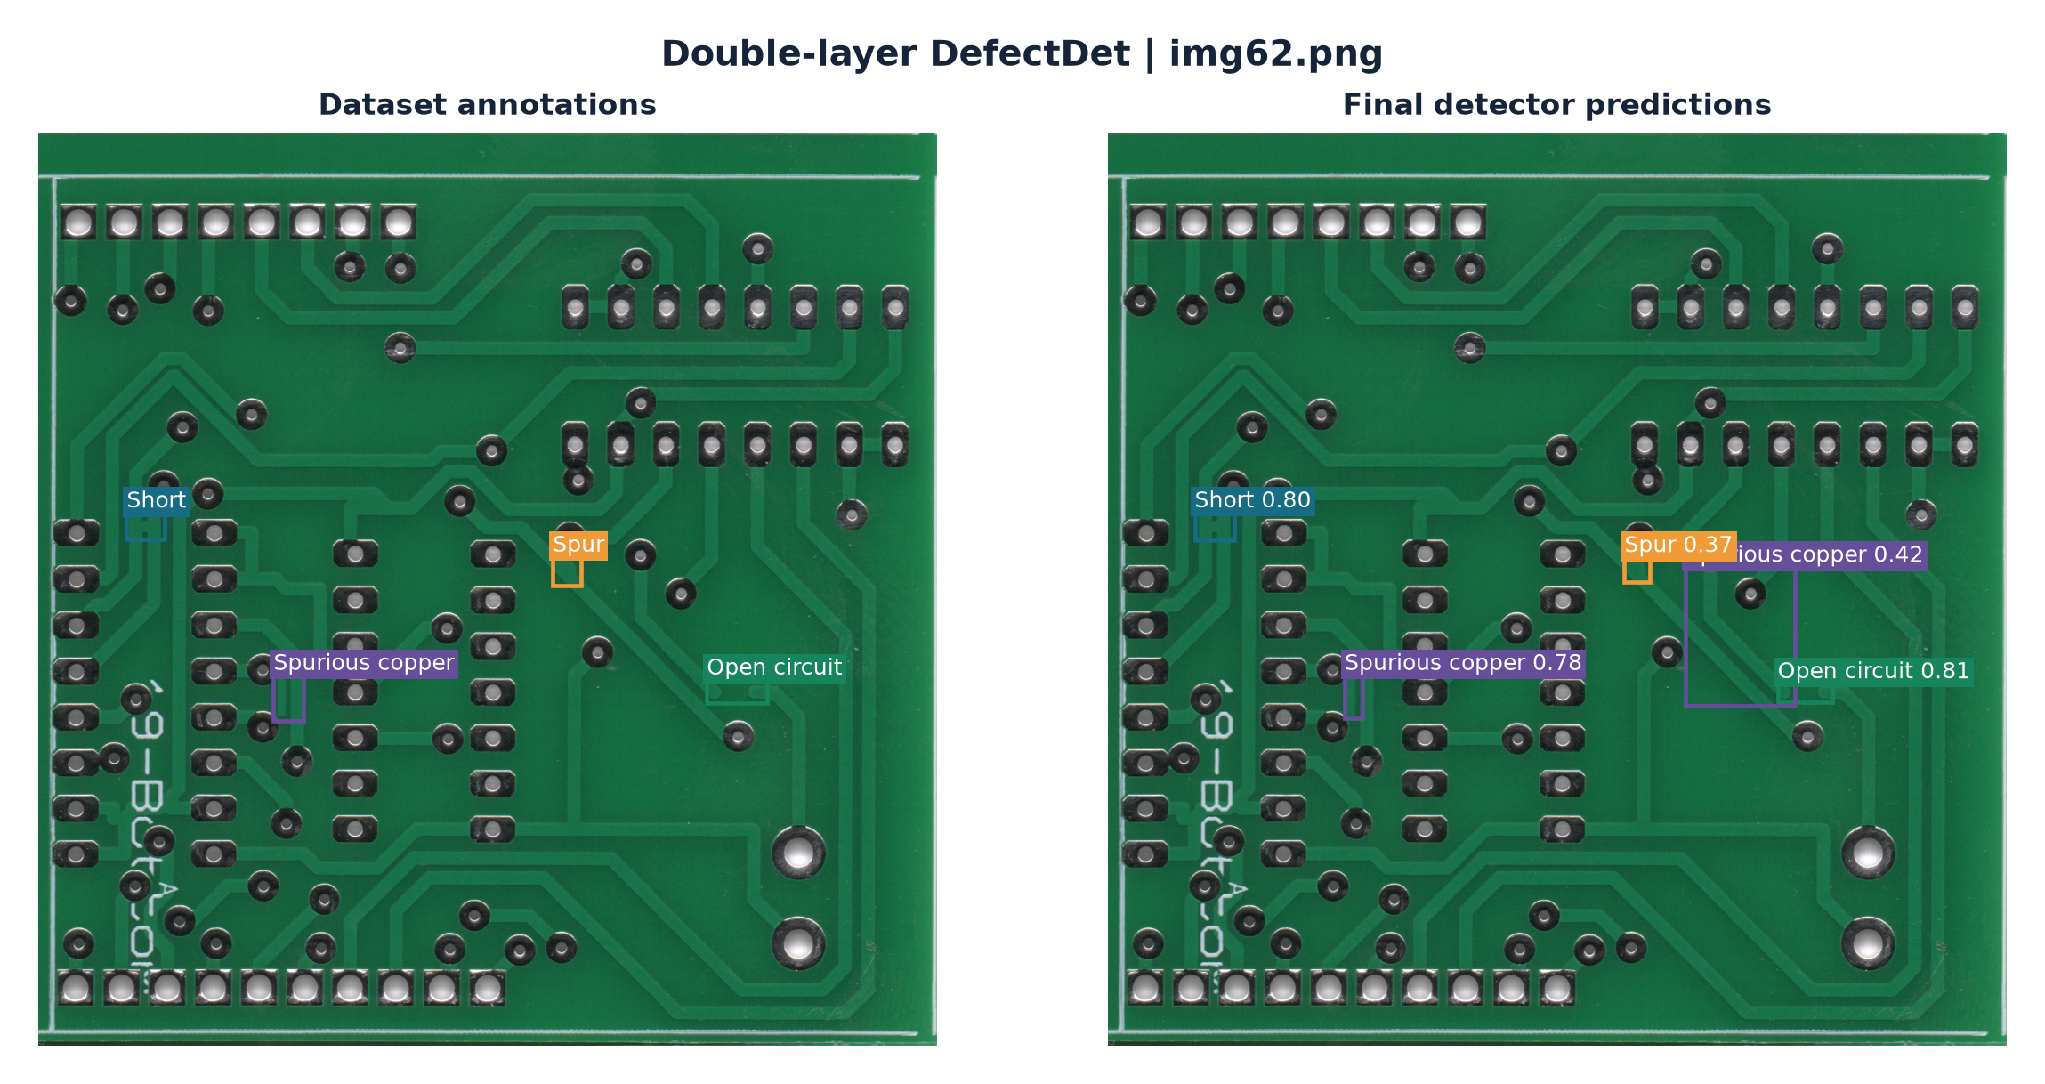 Double-layer DefectDet | img62.png
Dataset annotations
Final detector predictions
Short
Spur
Spurious copper
Open circuit
Short 0.80
Spur 0.37
ious copper 0.42
Spurious copper 0.78
Open circuit 0.81